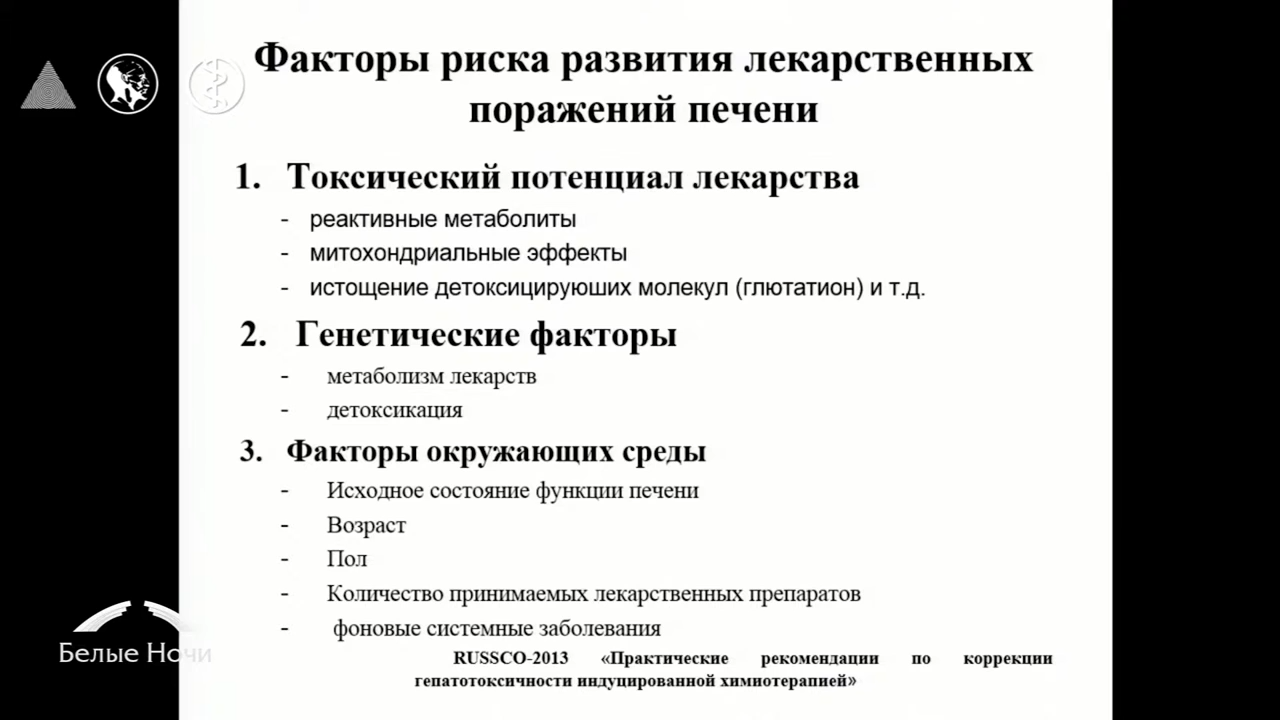 Факторы риска развития лекарственных
поражений печени
1. Токсический потенциал лекарства
- реактивные метаболиты
- митохондриальные эффекты
- истощение детоксицируюших молекул (глютатион) и т.д.
2. Генетические факторы
- метаболизм лекарств
- детоксикация
3. Факторы окружающих среды
- Исходное состояние функции печени
- Возраст
- Пол
- Количество принимаемых лекарственных препаратов
- фоновые системные заболевания
RUSSCO-2013 «Практические рекомендации по коррекции
гепатотоксичности индуцированной химиотерапией»
Белые Ночи